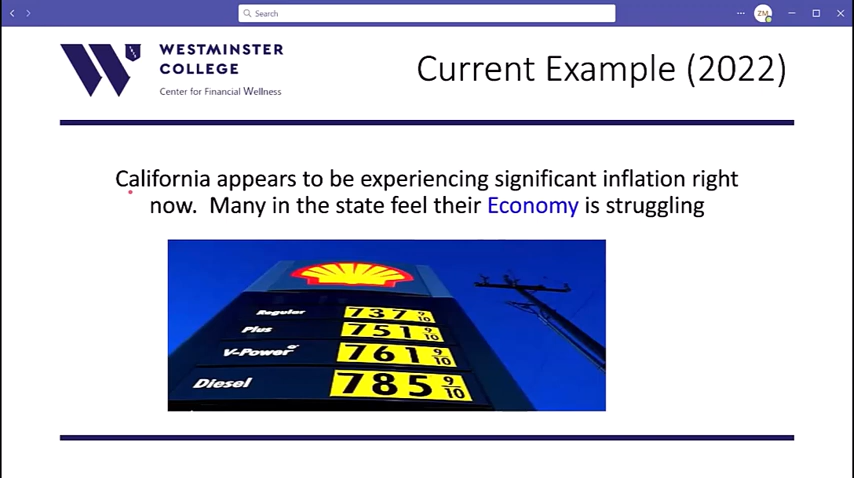 Search
ZM
WESTMINSTER
COLLEGE
Center for Financial Wellness
Current Example (2022)
California appears to be experiencing significant inflation right
now. Many in the state feel their Economy is struggling
Regular 737 9/10
Plus 751 9/10
V-Power 761 9/10
Diesel 785 9/10